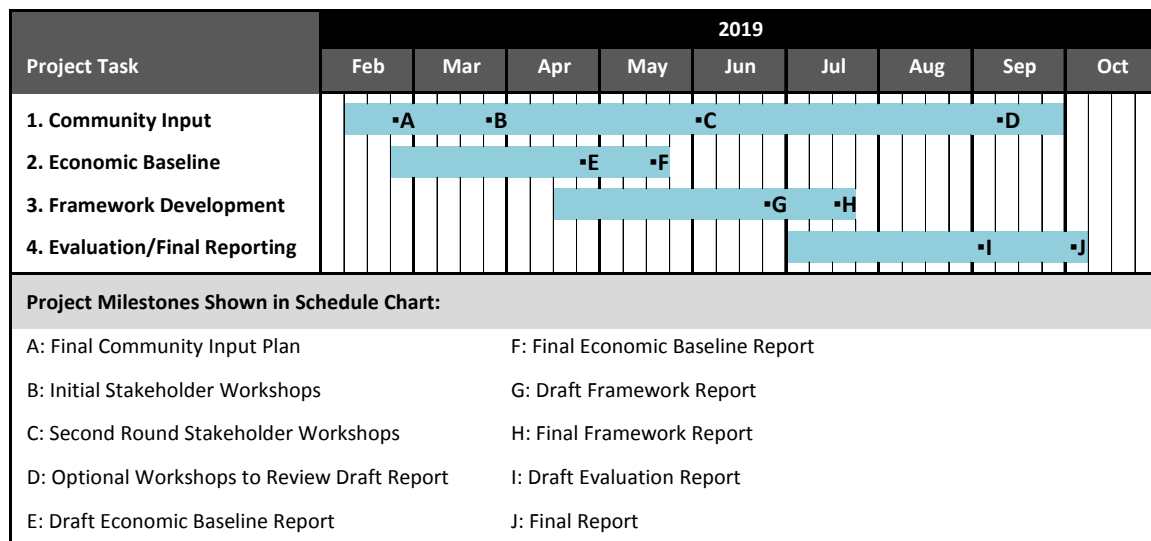 2019
Project Task Feb Mar Apr May Jun Jul Aug Sep Oct
1. Community Input ▪A ▪B ▪C ▪D
2. Economic Baseline ▪E ▪F
3. Framework Development ▪G ▪H
4. Evaluation/Final Reporting ▪I ▪J
Project Milestones Shown in Schedule Chart:
A: Final Community Input Plan F: Final Economic Baseline Report
B: Initial Stakeholder Workshops G: Draft Framework Report
C: Second Round Stakeholder Workshops H: Final Framework Report
D: Optional Workshops to Review Draft Report I: Draft Evaluation Report
E: Draft Economic Baseline Report J: Final Report